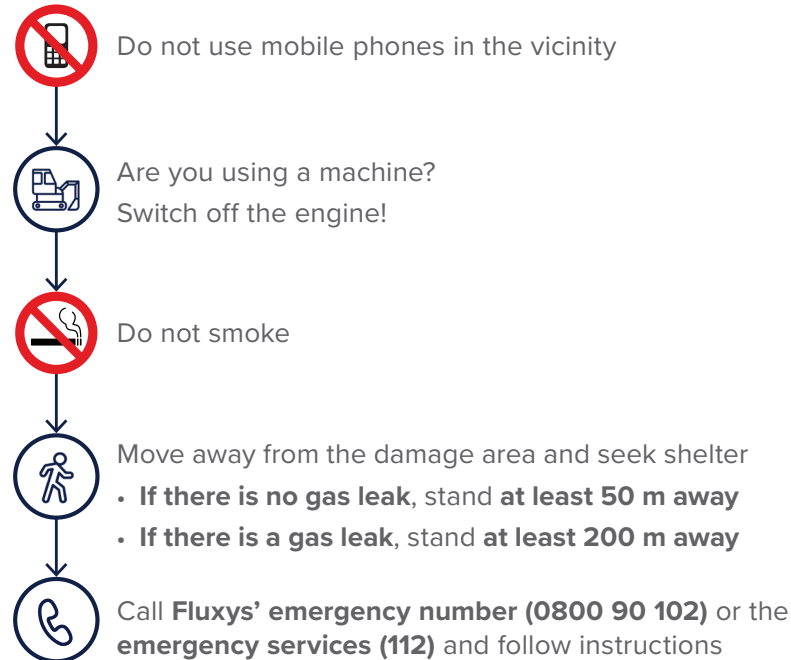 Do not use mobile phones in the vicinity
Are you using a machine?
Switch off the engine!
Do not smoke
Move away from the damage area and seek shelter
• If there is no gas leak, stand at least 50 m away
• If there is a gas leak, stand at least 200 m away
Call Fluxys’ emergency number (0800 90 102) or the
emergency services (112) and follow instructions